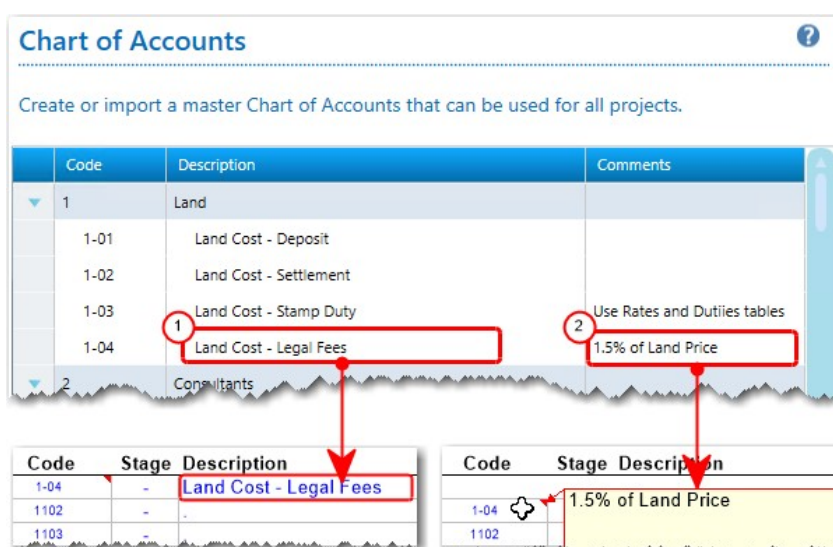 Chart of Accounts ?
Create or import a master Chart of Accounts that can be used for all projects.
Code Description Comments
1 Land
1-01 Land Cost - Deposit
1-02 Land Cost - Settlement
1-03 Land Cost - Stamp Duty Use Rates and Dutiies tables
1 2
1-04 Land Cost - Legal Fees 1.5% of Land Price
2 Consultants
Code Stage Description
1-04 - Land Cost - Legal Fees
1102 - .
1103 -
Code Stage Description
1-04 1.5% of Land Price
1102